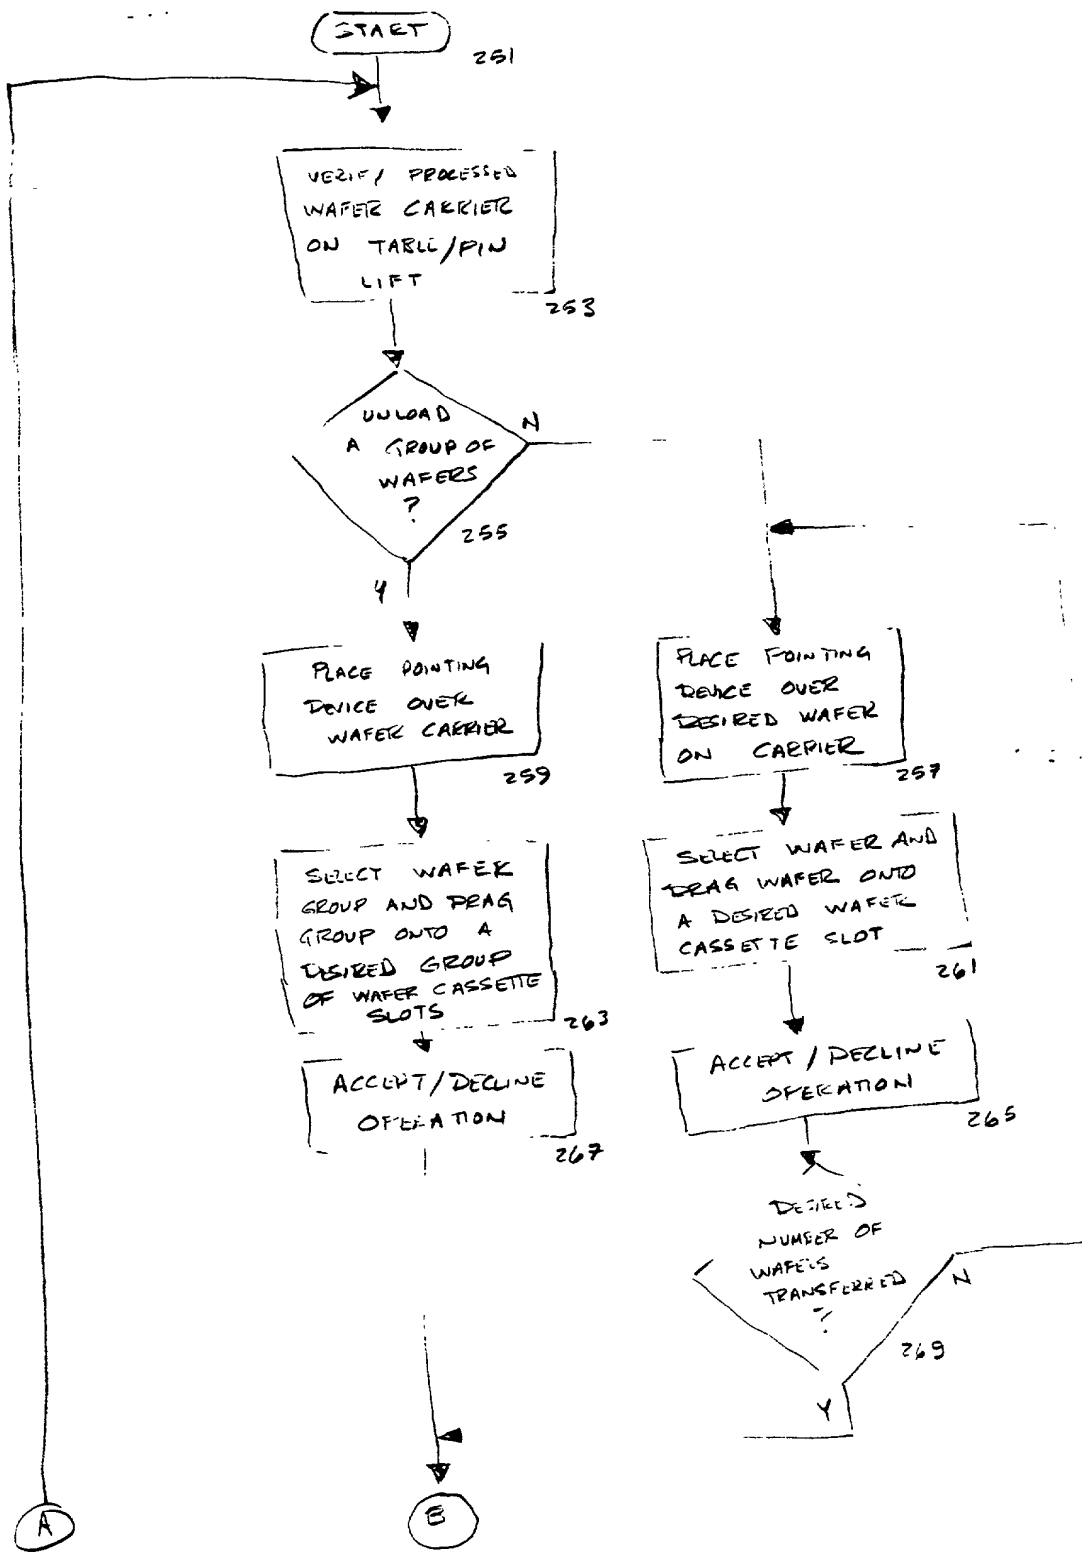 START
251
VERIFY PROCESSED
WAFER CARRIER
ON TABLE/PIN
LIFT
253
UNLOAD
A GROUP OF
WAFERS
?
255
N
Y
PLACE POINTING
DEVICE OVER
WAFER CARRIER
259
PLACE POINTING
DEVICE OVER
DESIRED WAFER
ON CARRIER
257
SELECT WAFER
GROUP AND DRAG
GROUP ONTO A
DESIRED GROUP
OF WAFER CASSETTE
SLOTS
263
SELECT WAFER AND
DRAG WAFER ONTO
A DESIRED WAFER
CASSETTE SLOT
261
ACCEPT/DECLINE
OPERATION
267
ACCEPT/DECLINE
OPERATION
265
DESIRED
NUMBER OF
WAFERS
TRANSFERRED
?
269
N
Y
A
B